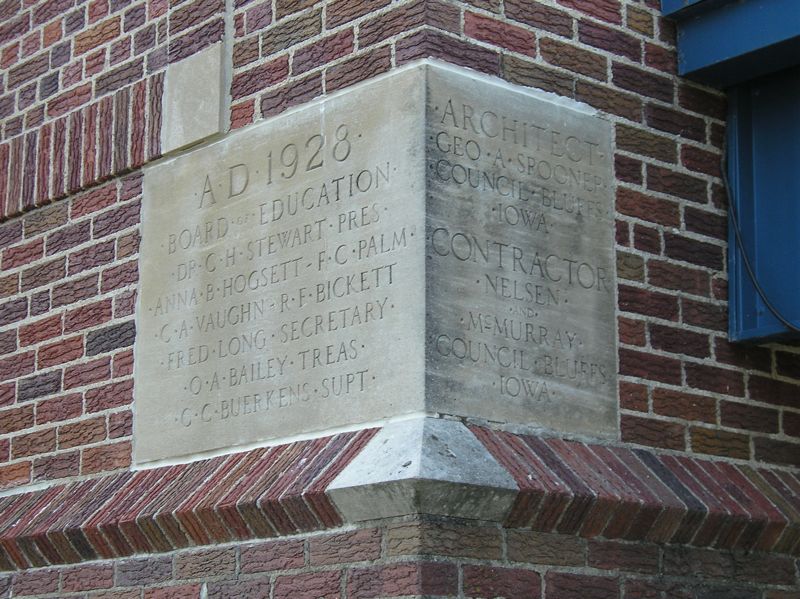 ·A·D·1928·
·BOARD·OF·EDUCATION·
·DR·C·H·STEWART·PRES·
·ANNA·B·HOGSETT·F·C·PALM·
·C·A·VAUGHN·R·F·BICKETT
·FRED·LONG·SECRETARY·
·O·A·BAILEY·TREAS·
·C·C·BUERKENS·SUPT·
·ARCHITECT·
·GEO·A·SPOONER·
·COUNCIL·BLUFFS·
·IOWA·
·CONTRACTOR·
·NELSEN·
·AND·
·McMURRAY·
·COUNCIL·BLUFFS·
·IOWA·